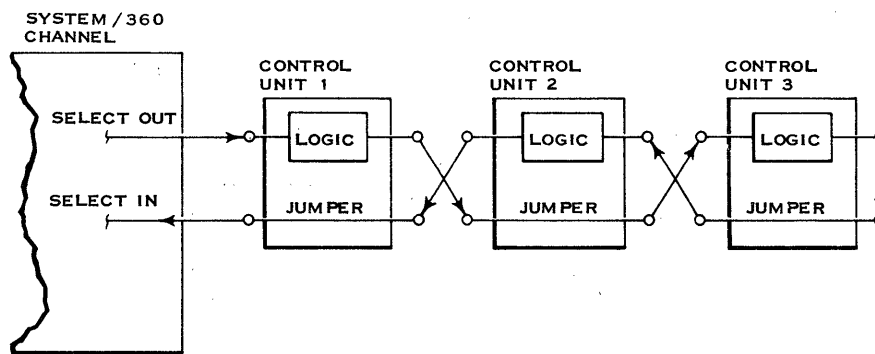 SYSTEM/360
CHANNEL
CONTROL
UNIT 1
CONTROL
UNIT 2
CONTROL
UNIT 3
SELECT OUT
LOGIC
LOGIC
LOGIC
SELECT IN
JUMPER
JUMPER
JUMPER